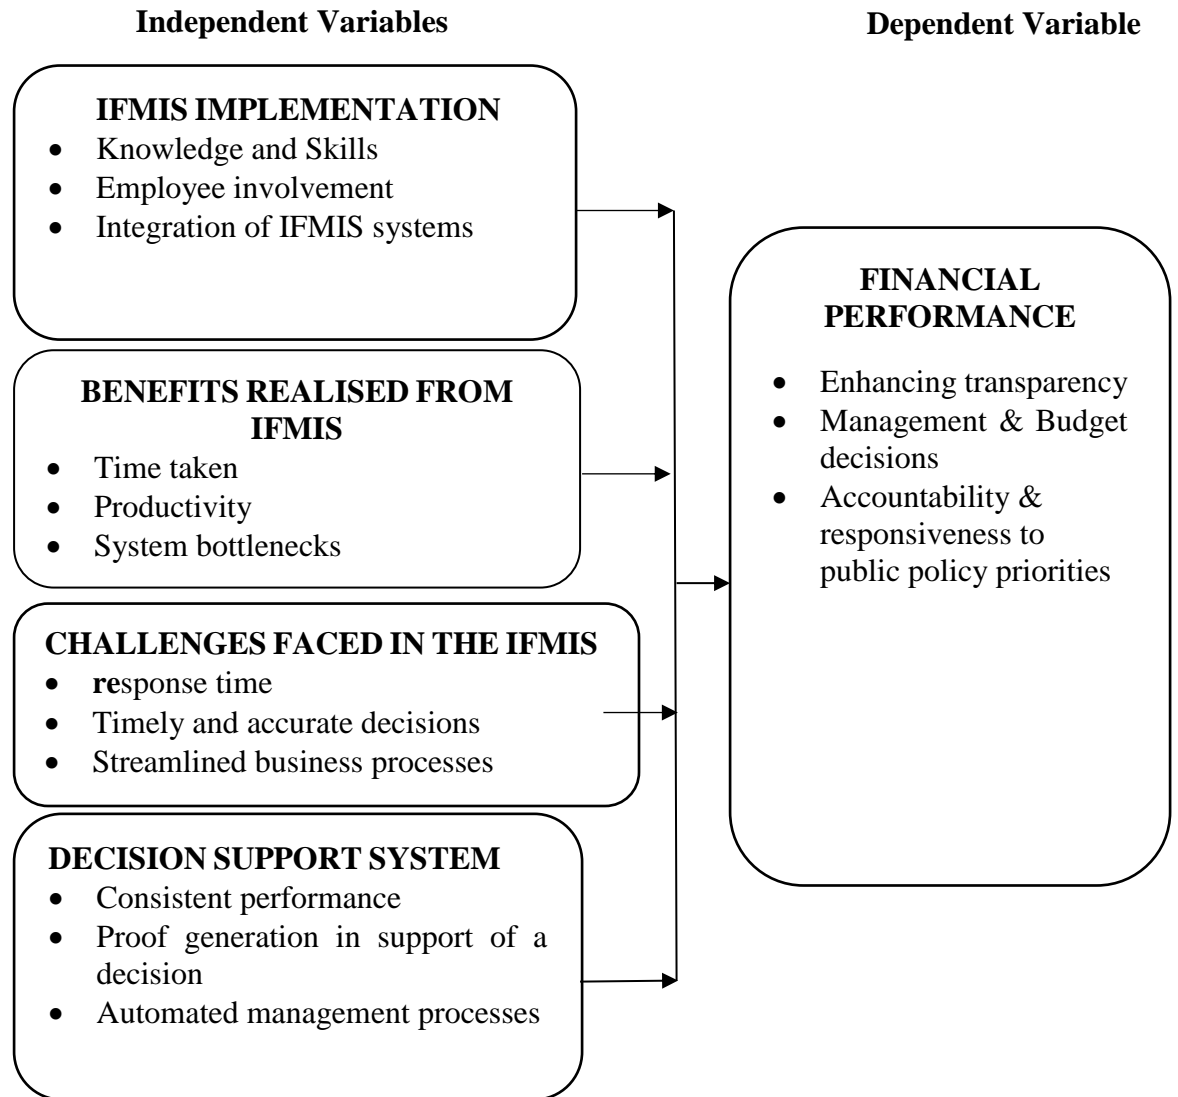 Independent Variables
Dependent Variable
IFMIS IMPLEMENTATION
• Knowledge and Skills
• Employee involvement
• Integration of IFMIS systems
BENEFITS REALISED FROM
IFMIS
• Time taken
• Productivity
• System bottlenecks
CHALLENGES FACED IN THE IFMIS
• response time
• Timely and accurate decisions
• Streamlined business processes
DECISION SUPPORT SYSTEM
• Consistent performance
• Proof generation in support of a
decision
• Automated management processes
FINANCIAL
PERFORMANCE
• Enhancing transparency
• Management & Budget
decisions
• Accountability &
responsiveness to
public policy priorities